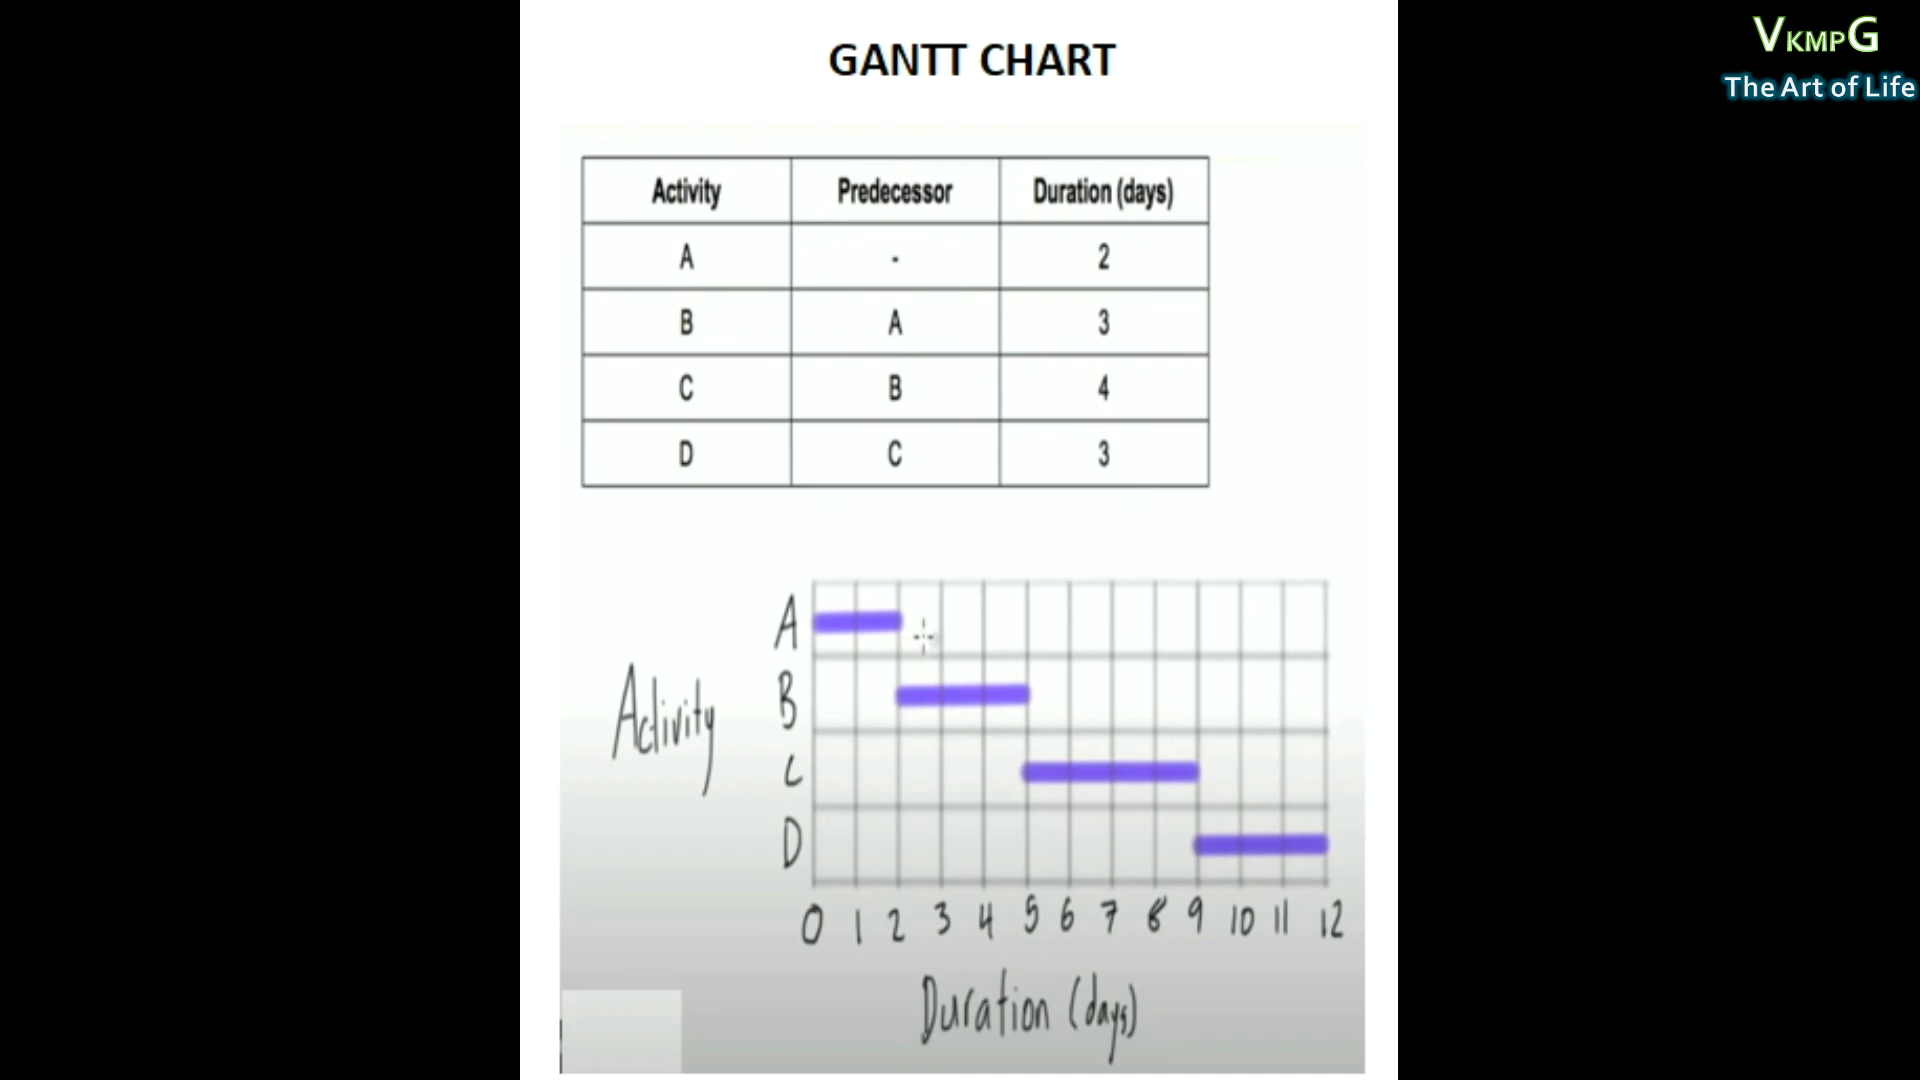 GANTT CHART
VKMPG
The Art of Life
Activity Predecessor Duration (days)
A - 2
B A 3
C B 4
D C 3
A
B
Activity
C
D
0 1 2 3 4 5 6 7 8 9 10 11 12
Duration (days)